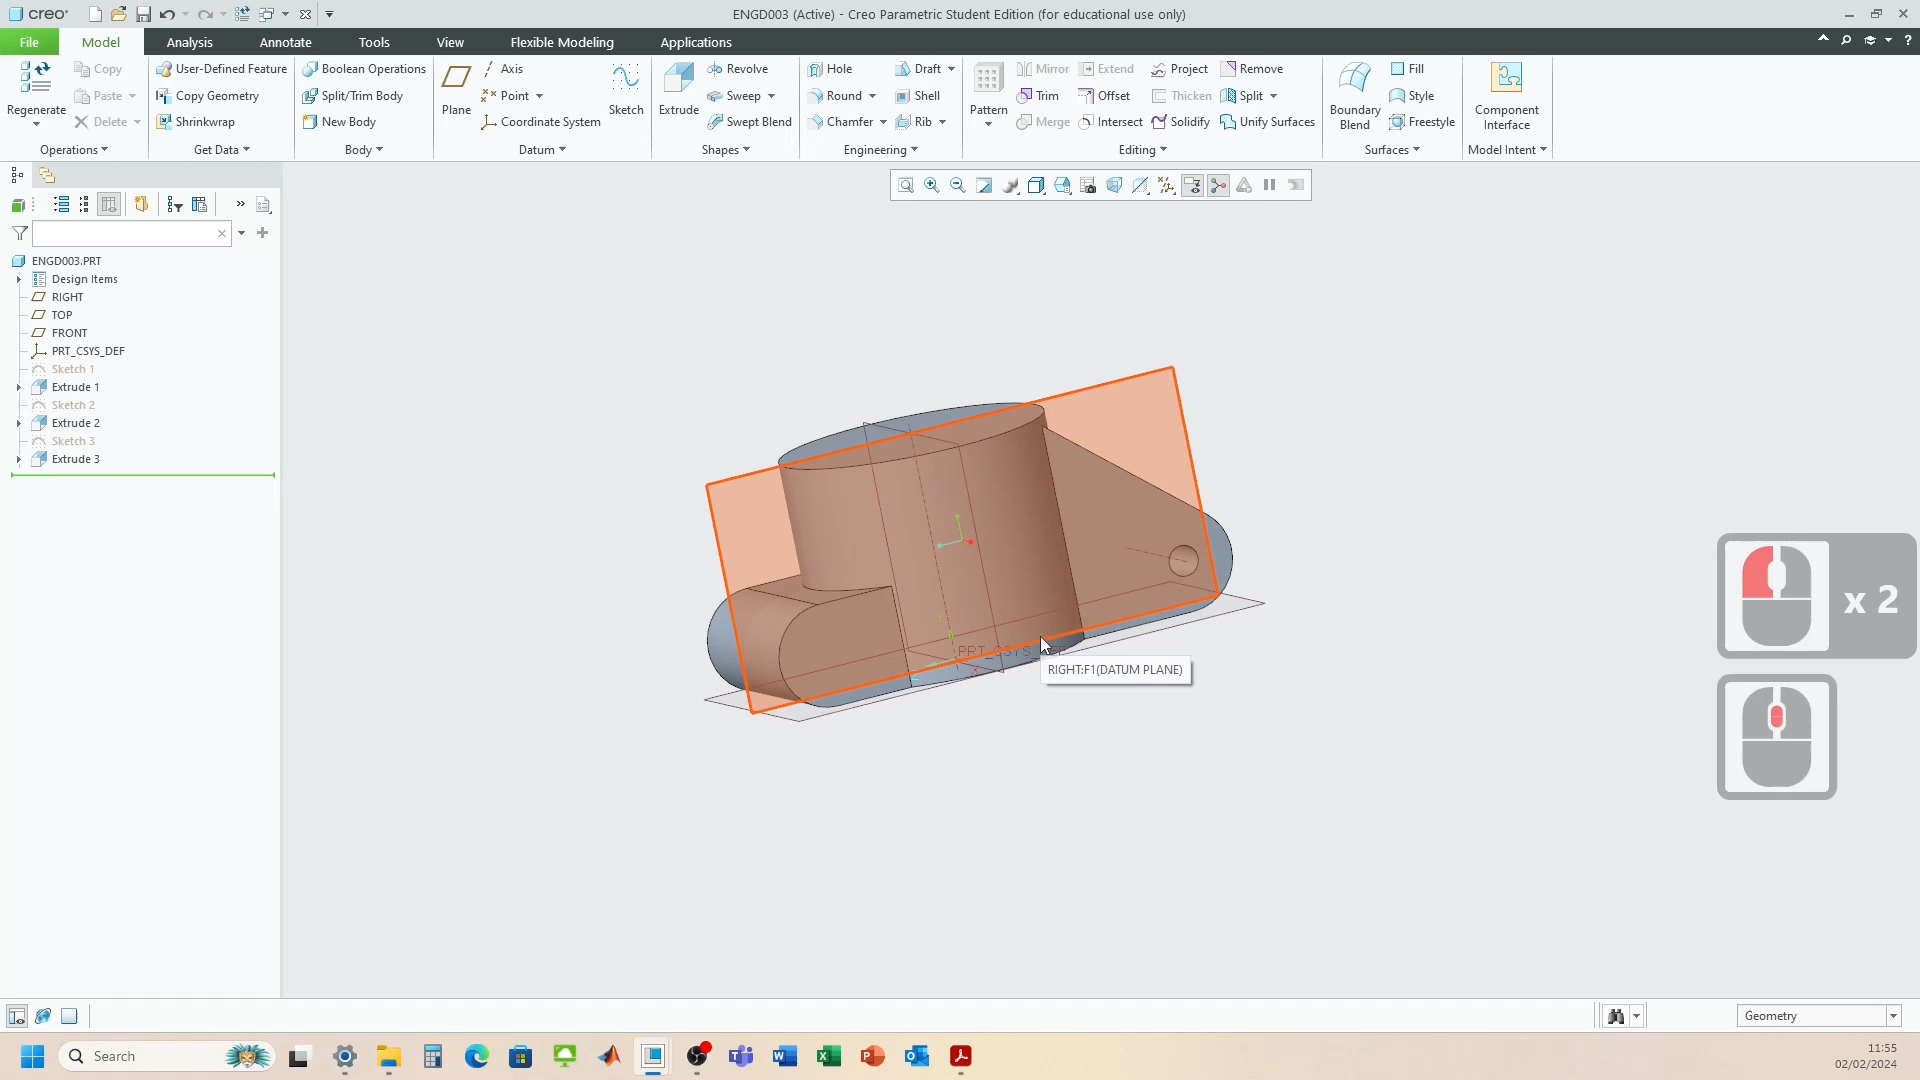 creo®
ENGD003 (Active) - Creo Parametric Student Edition (for educational use only)
File
Model
Analysis
Annotate
Tools
View
Flexible Modeling
Applications
Regenerate
Copy
Paste
Delete
Operations
User-Defined Feature
Copy Geometry
Shrinkwrap
Get Data
Boolean Operations
Split/Trim Body
New Body
Body
Plane
Axis
Point
Coordinate System
Sketch
Datum
Extrude
Revolve
Sweep
Swept Blend
Shapes
Hole
Round
Chamfer
Draft
Shell
Rib
Engineering
Pattern
Mirror
Trim
Merge
Extend
Offset
Intersect
Project
Thicken
Solidify
Remove
Split
Unify Surfaces
Editing
Boundary
Blend
Fill
Style
Freestyle
Surfaces
Component
Interface
Model Intent
ENGD003.PRT
Design Items
RIGHT
TOP
FRONT
PRT_CSYS_DEF
Sketch 1
Extrude 1
Sketch 2
Extrude 2
Sketch 3
Extrude 3
RIGHT:F1(DATUM PLANE)
x 2
Geometry
Search
11:55
02/02/2024